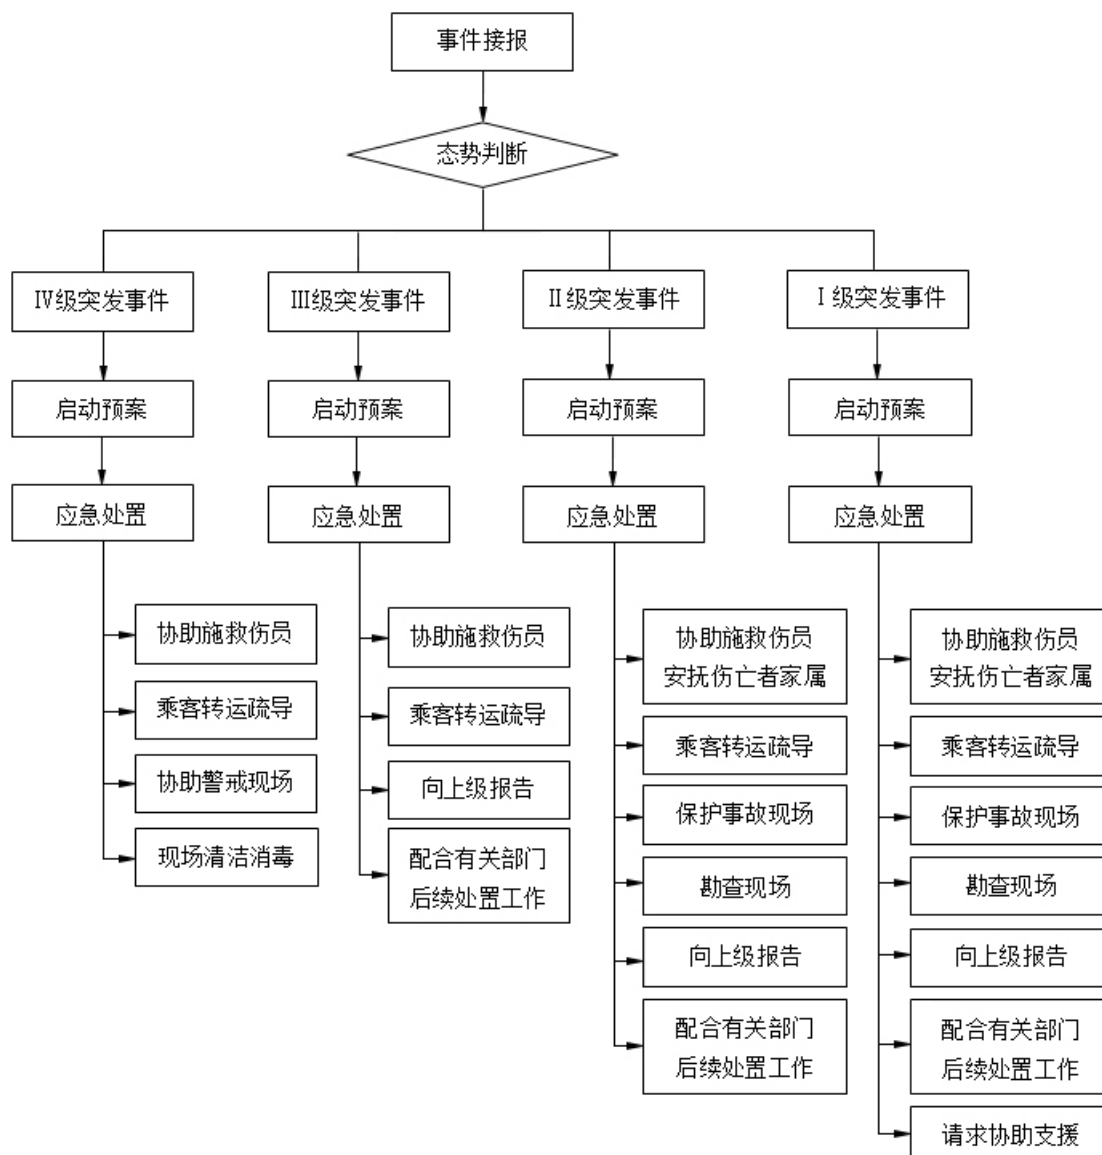 事件接报
态势判断
Ⅳ级突发事件
Ⅲ级突发事件
Ⅱ级突发事件
Ⅰ级突发事件
启动预案
启动预案
启动预案
启动预案
应急处置
应急处置
应急处置
应急处置
协助施救伤员
乘客转运疏导
协助警戒现场
现场清洁消毒
协助施救伤员
乘客转运疏导
向上级报告
配合有关部门
后续处置工作
协助施救伤员
安抚伤亡者家属
乘客转运疏导
保护事故现场
勘查现场
向上级报告
配合有关部门
后续处置工作
协助施救伤员
安抚伤亡者家属
乘客转运疏导
保护事故现场
勘查现场
向上级报告
配合有关部门
后续处置工作
请求协助支援